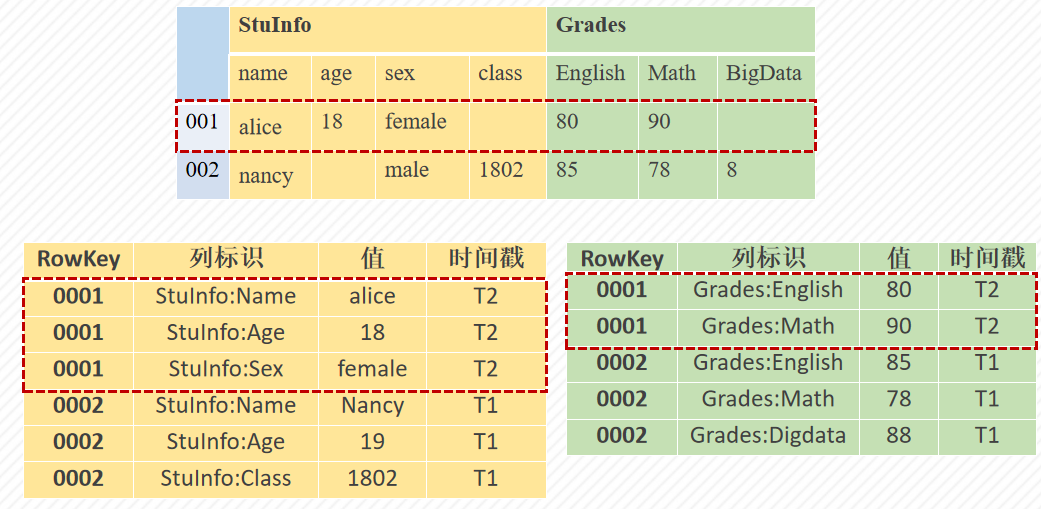 StuInfo Grades
name age sex class English Math BigData
001 alice 18 female 80 90
002 nancy male 1802 85 78 8
RowKey 列标识 值 时间戳
0001 StuInfo:Name alice T2
0001 StuInfo:Age 18 T2
0001 StuInfo:Sex female T2
0002 StuInfo:Name Nancy T1
0002 StuInfo:Age 19 T1
0002 StuInfo:Class 1802 T1
RowKey 列标识 值 时间戳
0001 Grades:English 80 T2
0001 Grades:Math 90 T2
0002 Grades:English 85 T1
0002 Grades:Math 78 T1
0002 Grades:Digdata 88 T1